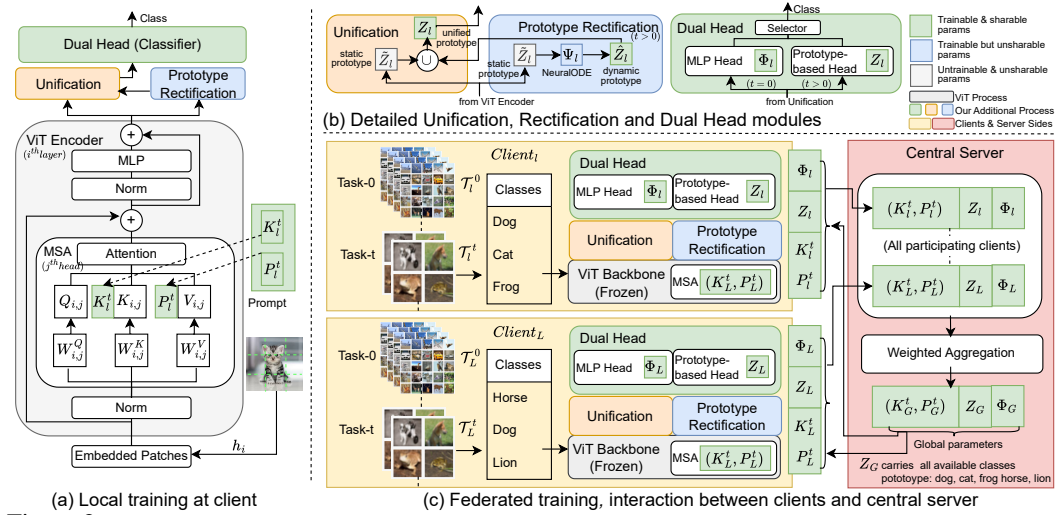 Class
Dual Head (Classifier)
Unification
Prototype
Rectification
ViT Encoder
(i^{th} layer)
+
MLP
Norm
+
MSA
(j^{th} head)
Attention
Q_{i,j}
K_l^t
K_{i,j}
P_l^t
V_{i,j}
W_{i,j}^Q
W_{i,j}^K
W_{i,j}^V
Norm
Embedded Patches
K_l^t
P_l^t
Prompt
h_i
(a) Local training at client
Unification
Z_l
unified
prototype
static
prototype
Z̃_l
∪
Prototype Rectification
(t > 0)
static
prototype
Z̃_l
Ψ_l
Ẑ_l
NeuralODE
dynamic
prototype
from ViT Encoder
Class
Dual Head
Selector
MLP Head
Φ_l
Prototype-
based Head
Z_l
(t = 0)
(t > 0)
from Unification
Trainable & sharable
params
Trainable but unsharable
params
Untrainable & unsharable
params
ViT Process
Our Additional Process
Clients & Server Sides
(b) Detailed Unification, Rectification and Dual Head modules
Task-0
T_l^0
Task-t
T_l^t
Client_l
Classes
Dog
Cat
Frog
Dual Head
MLP Head
Φ_l
Prototype-
based Head
Z_l
Unification
Prototype
Rectification
ViT Backbone
(Frozen)
MSA
(K_L^t, P_L^t)
Φ_l
Z_l
K_l^t
P_l^t
Task-0
T_L^0
Task-t
T_L^t
Client_L
Classes
Horse
Dog
Lion
Dual Head
MLP Head
Φ_L
Prototype-
based Head
Z_L
Unification
Prototype
Rectification
ViT Backbone
(Frozen)
MSA
(K_L^t, P_L^t)
Φ_L
Z_L
K_L^t
P_L^t
Central Server
(K_l^t, P_l^t)
Z_l
Φ_l
(All participating clients)
(K_L^t, P_L^t)
Z_L
Φ_L
Weighted Aggregation
(K_G^t, P_G^t)
Z_G
Φ_G
Global parameters
Z_G carries all available classes
pototype: dog, cat, frog horse, lion
(c) Federated training, interaction between clients and central server